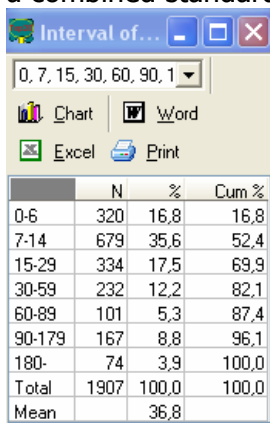 a combined standard
Interval of...
0, 7, 15, 30, 60, 90, 1
Chart Word
Excel Print
N % Cum %
0-6 320 16,8 16,8
7-14 679 35,6 52,4
15-29 334 17,5 69,9
30-59 232 12,2 82,1
60-89 101 5,3 87,4
90-179 167 8,8 96,1
180- 74 3,9 100,0
Total 1907 100,0 100,0
Mean 36,8